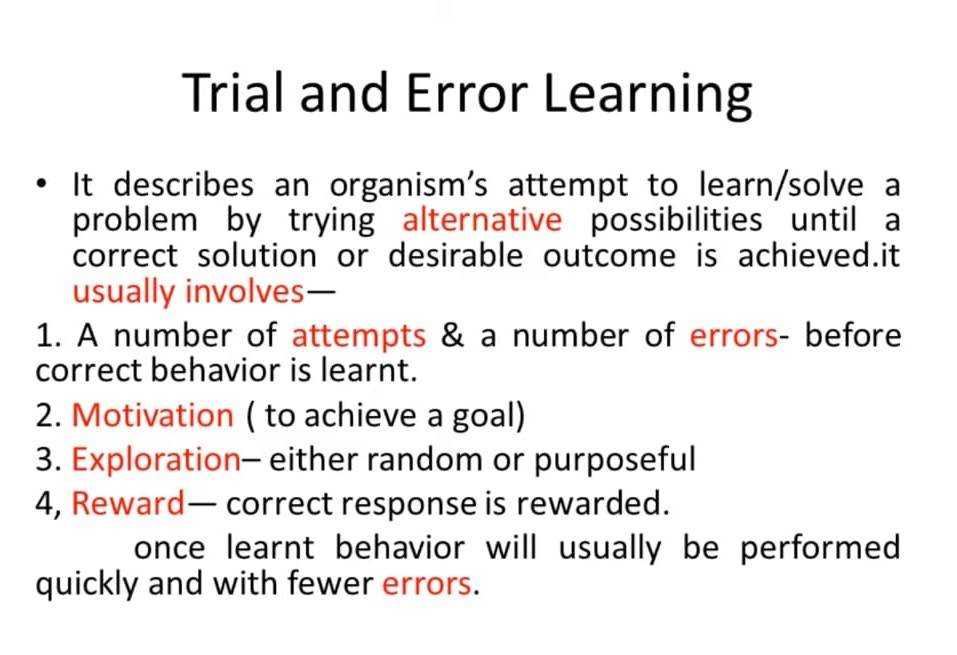 Trial and Error Learning
• It describes an organism’s attempt to learn/solve a
problem by trying alternative possibilities until a
correct solution or desirable outcome is achieved.it
usually involves—
1. A number of attempts & a number of errors- before
correct behavior is learnt.
2. Motivation ( to achieve a goal)
3. Exploration– either random or purposeful
4, Reward— correct response is rewarded.
once learnt behavior will usually be performed
quickly and with fewer errors.